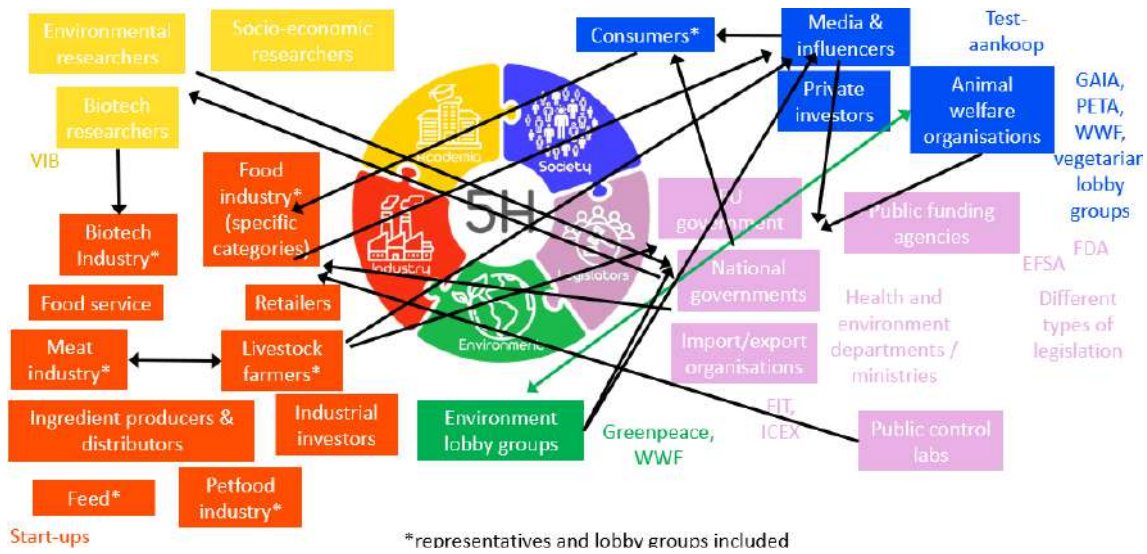 Environmental
researchers
Socio-economic
researchers
Biotech
researchers
VIB
Consumers*
Media &
influencers
Test-
aankoop
Private
investors
Animal
welfare
organisations
GAIA,
PETA,
WWF,
vegetarian
lobby
groups
Academia
Society
5H
Industry
Legislators
Environment
Food
industry*
(specific
categories)
Biotech
Industry*
Food service
Retailers
Meat
industry*
Livestock
farmers*
Ingredient producers &
distributors
Industrial
investors
Feed*
Petfood
industry*
Start-ups
EU
government
Public funding
agencies
National
governments
EFSA
FDA
Import/export
organisations
Health and
environment
departments /
ministries
Different
types of
legislation
FIT,
ICEX
Public control
labs
Environment
lobby groups
Greenpeace,
WWF
*representatives and lobby groups included